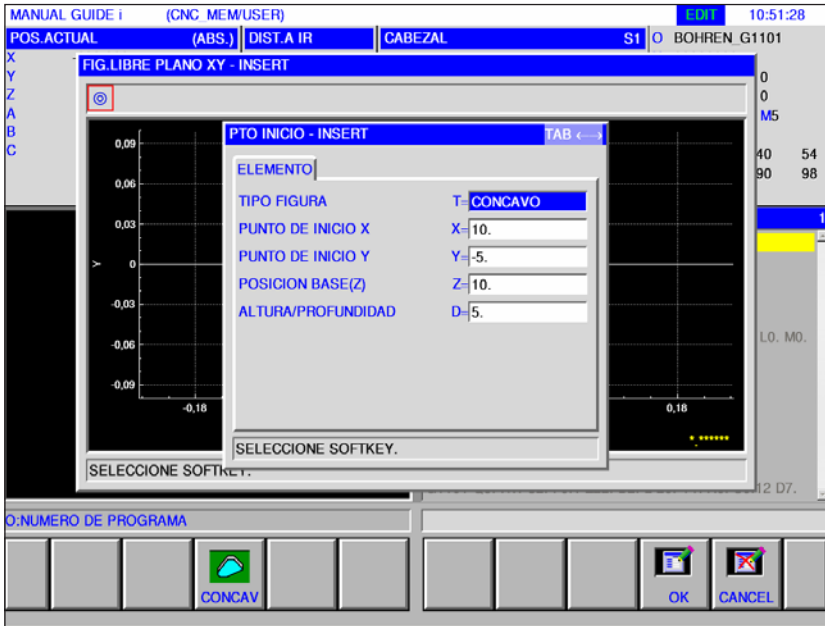 MANUAL GUIDE i (CNC_MEM/USER) EDIT 10:51:28
POS.ACTUAL (ABS.) DIST.A IR CABEZAL S1 O BOHREN_G1101
X
Y 0
Z 0
A M5
B
C 40 54
90 98
FIG.LIBRE PLANO XY - INSERT
0,09
0,06
0,03
0
-0,03
-0,06
-0,09
Y
-0,18 0,18
*.******
PTO INICIO - INSERT TAB ←→
ELEMENTO
TIPO FIGURA T= CONCAVO
PUNTO DE INICIO X X= 10.
PUNTO DE INICIO Y Y= -5.
POSICION BASE(Z) Z= 10.
ALTURA/PROFUNDIDAD D= 5.
SELECCIONE SOFTKEY.
SELECCIONE SOFTKEY.
1
L0. M0.
12 D7.
O:NUMERO DE PROGRAMA
CONCAV OK CANCEL